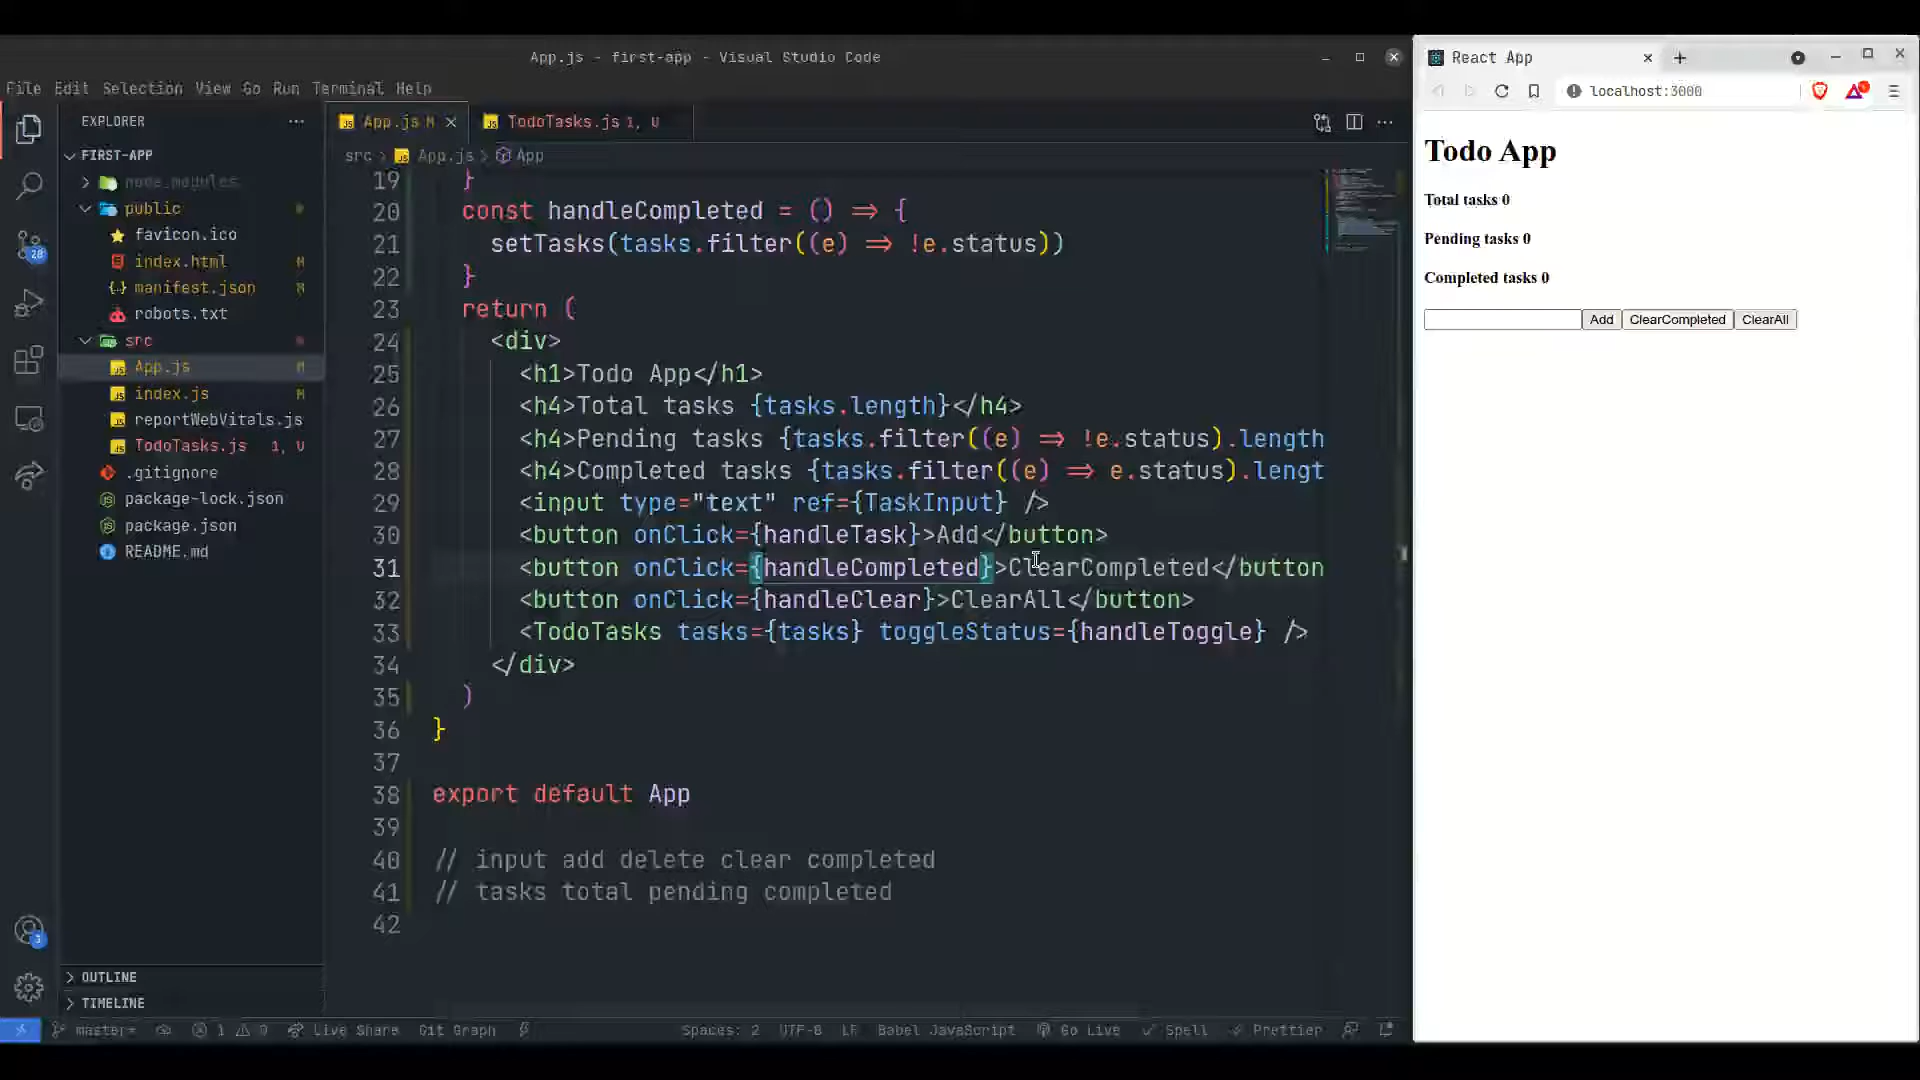 App.js - first-app - Visual Studio Code
File Edit Selection View Go Run Terminal Help
EXPLORER
FIRST-APP
node_modules
public
favicon.ico
index.html M
manifest.json M
robots.txt
src
App.js M
index.js M
reportWebVitals.js
TodoTasks.js 1, U
.gitignore
package-lock.json
package.json
README.md
OUTLINE
TIMELINE
28
3
App.js M
TodoTasks.js 1, U
src > App.js > App
19 }
20 const handleCompleted = () => {
21 setTasks(tasks.filter((e) => !e.status))
22 }
23 return (
24 <div>
25 <h1>Todo App</h1>
26 <h4>Total tasks {tasks.length}</h4>
27 <h4>Pending tasks {tasks.filter((e) => !e.status).length
28 <h4>Completed tasks {tasks.filter((e) => e.status).lengt
29 <input type="text" ref={TaskInput} />
30 <button onClick={handleTask}>Add</button>
31 <button onClick={handleCompleted}>ClearCompleted</button
32 <button onClick={handleClear}>ClearAll</button>
33 <TodoTasks tasks={tasks} toggleStatus={handleToggle} />
34 </div>
35 )
36 }
37
38 export default App
39
40 // input add delete clear completed
41 // tasks total pending completed
42
master* 1 0 Live Share Git Graph Spaces: 2 UTF-8 LF Babel JavaScript Go Live Spell Prettier
React App
localhost:3000
Todo App
Total tasks 0
Pending tasks 0
Completed tasks 0
Add ClearCompleted ClearAll